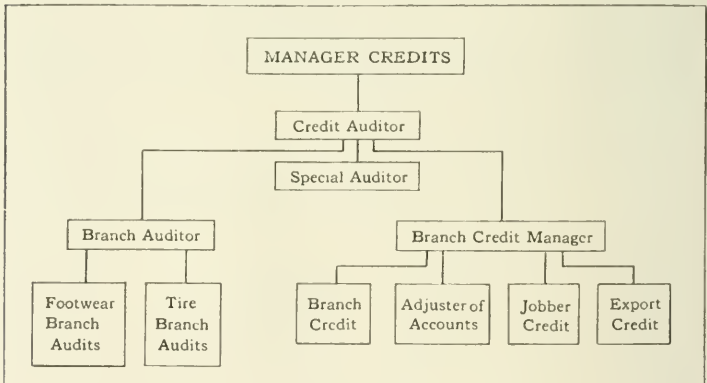 MANAGER CREDITS
Credit Auditor
Special Auditor
Branch Auditor
Branch Credit Manager
Footwear
Branch
Audits
Tire
Branch
Audits
Branch
Credit
Adjuster of
Accounts
Jobber
Credit
Export
Credit